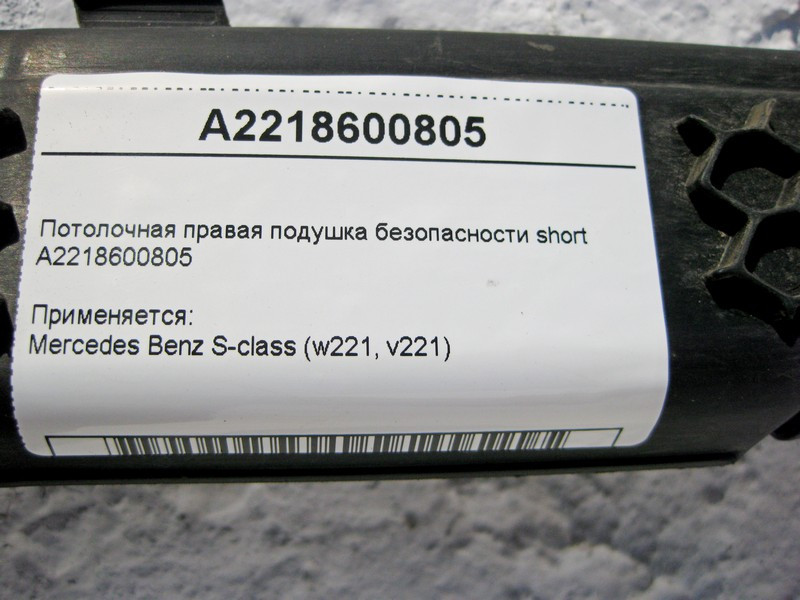 A2218600805
Потолочная правая подушка безопасности short
A2218600805
Применяется:
Mercedes Benz S-class (w221, v221)